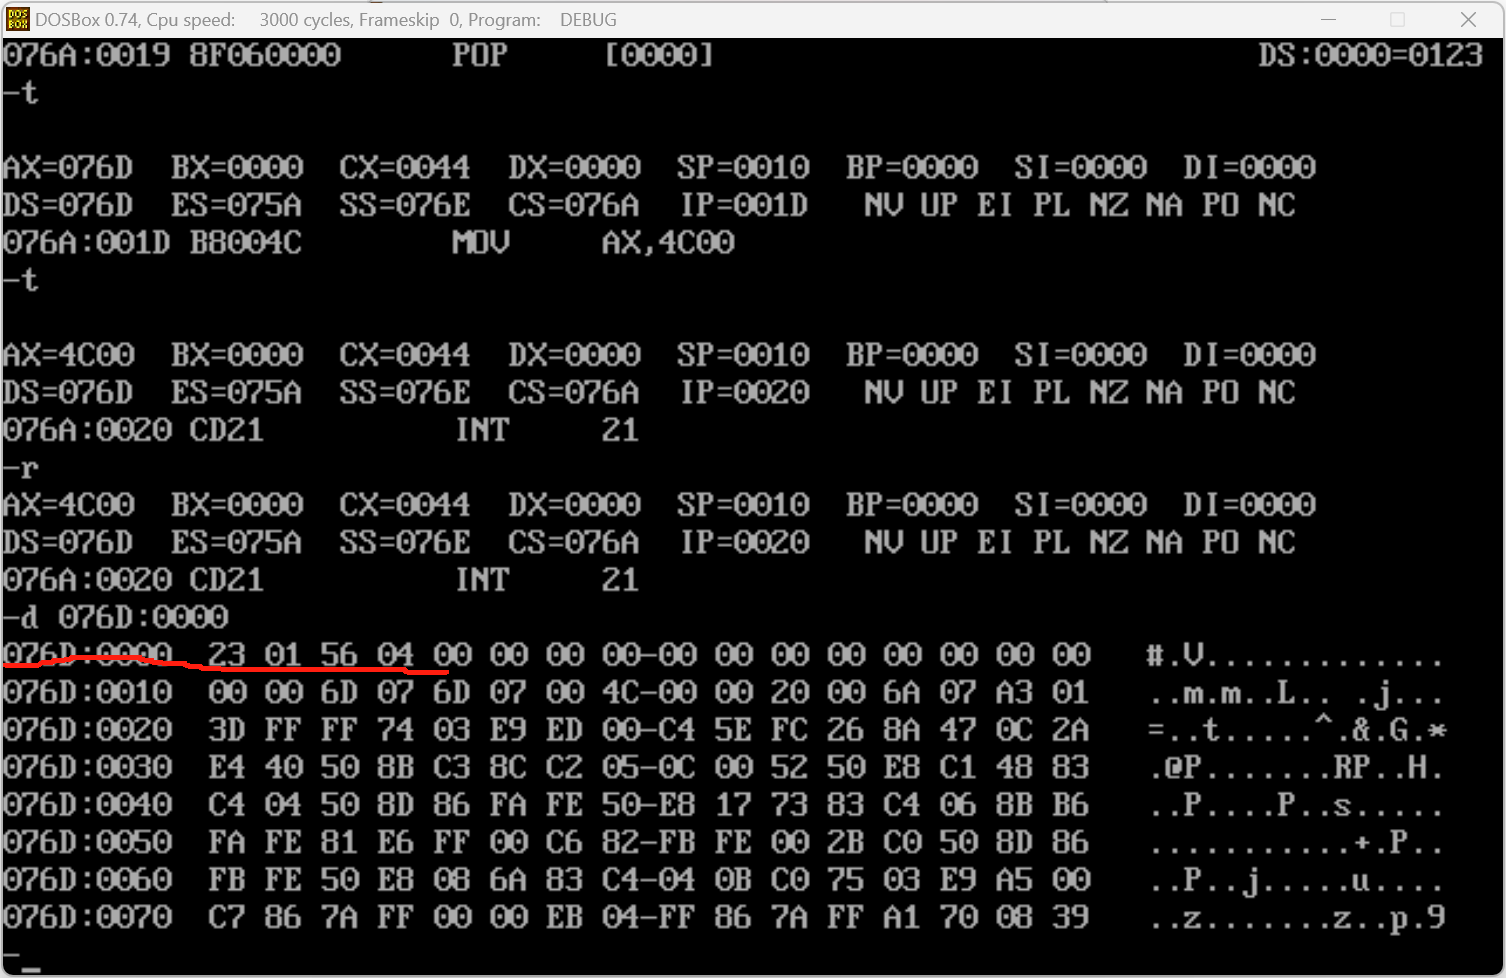 DOSBox 0.74, Cpu speed: 3000 cycles, Frameskip 0, Program: DEBUG
076A:0019 8F060000 POP [0000] DS:0000=0123
-t
AX=076D BX=0000 CX=0044 DX=0000 SP=0010 BP=0000 SI=0000 DI=0000
DS=076D ES=075A SS=076E CS=076A IP=001D NV UP EI PL NZ NA PO NC
076A:001D B8004C MOV AX,4C00
-t
AX=4C00 BX=0000 CX=0044 DX=0000 SP=0010 BP=0000 SI=0000 DI=0000
DS=076D ES=075A SS=076E CS=076A IP=0020 NV UP EI PL NZ NA PO NC
076A:0020 CD21 INT 21
-r
AX=4C00 BX=0000 CX=0044 DX=0000 SP=0010 BP=0000 SI=0000 DI=0000
DS=076D ES=075A SS=076E CS=076A IP=0020 NV UP EI PL NZ NA PO NC
076A:0020 CD21 INT 21
-d 076D:0000
076D:0000 23 01 56 04 00 00 00 00-00 00 00 00 00 00 00 00 #.V.............
076D:0010 00 00 6D 07 6D 07 00 4C-00 00 20 00 6A 07 A3 01 ..m.m..L.. .j...
076D:0020 3D FF FF 74 03 E9 ED 00-C4 5E FC 26 8A 47 0C 2A =..t.....^.&.G.*
076D:0030 E4 40 50 8B C3 8C C2 05-0C 00 52 50 E8 C1 48 83 .@P.......RP..H.
076D:0040 C4 04 50 8D 86 FA FE 50-E8 17 73 83 C4 06 8B B6 ..P....P..s.....
076D:0050 FA FE 81 E6 FF 00 C6 82-FB FE 00 2B C0 50 8D 86 ...........+.P..
076D:0060 FB FE 50 E8 08 6A 83 C4-04 0B C0 75 03 E9 A5 00 ..P..j.....u....
076D:0070 C7 86 7A FF 00 00 EB 04-FF 86 7A FF A1 70 08 39 ..z.......z..p.9
-_